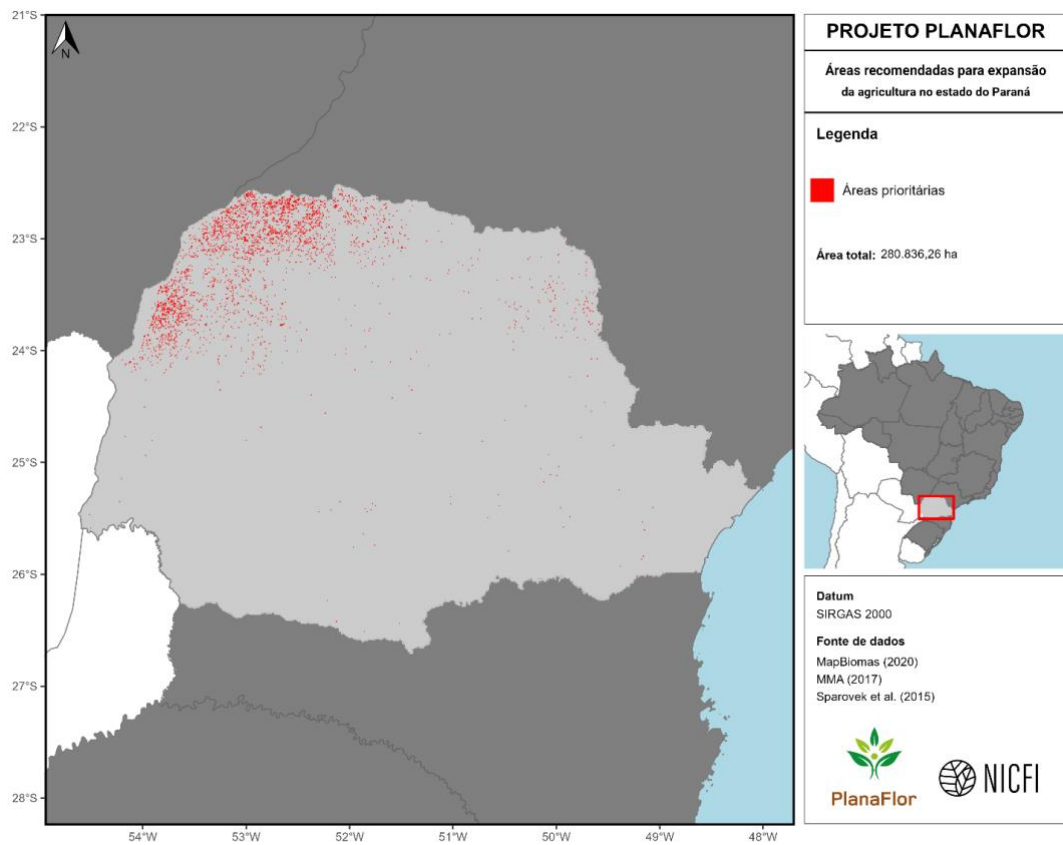 N
21°S
22°S
23°S
24°S
25°S
26°S
27°S
28°S
54°W
53°W
52°W
51°W
50°W
49°W
48°W
PROJETO PLANAFLOR
Áreas recomendadas para expansão
da agricultura no estado do Paraná
Legenda
Áreas prioritárias
Área total: 280.836,26 ha
Datum
SIRGAS 2000
Fonte de dados
MapBiomas (2020)
MMA (2017)
Sparovek et al. (2015)
PlanaFlor
NICFI